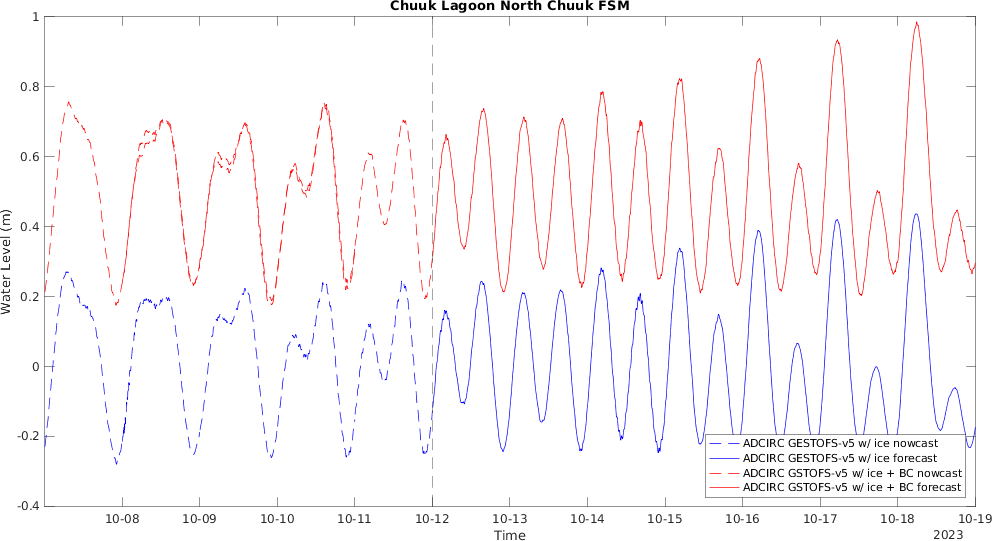 Chuuk Lagoon North Chuuk FSM
1
0.8
0.6
0.4
0.2
0
-0.2
-0.4
Water Level (m)
10-08 10-09 10-10 10-11 10-12 10-13 10-14 10-15 10-16 10-17 10-18 10-19
Time
2023
ADCIRC GESTOFS-v5 w/ ice nowcast
ADCIRC GESTOFS-v5 w/ ice forecast
ADCIRC GSTOFS-v5 w/ ice + BC nowcast
ADCIRC GSTOFS-v5 w/ ice + BC forecast